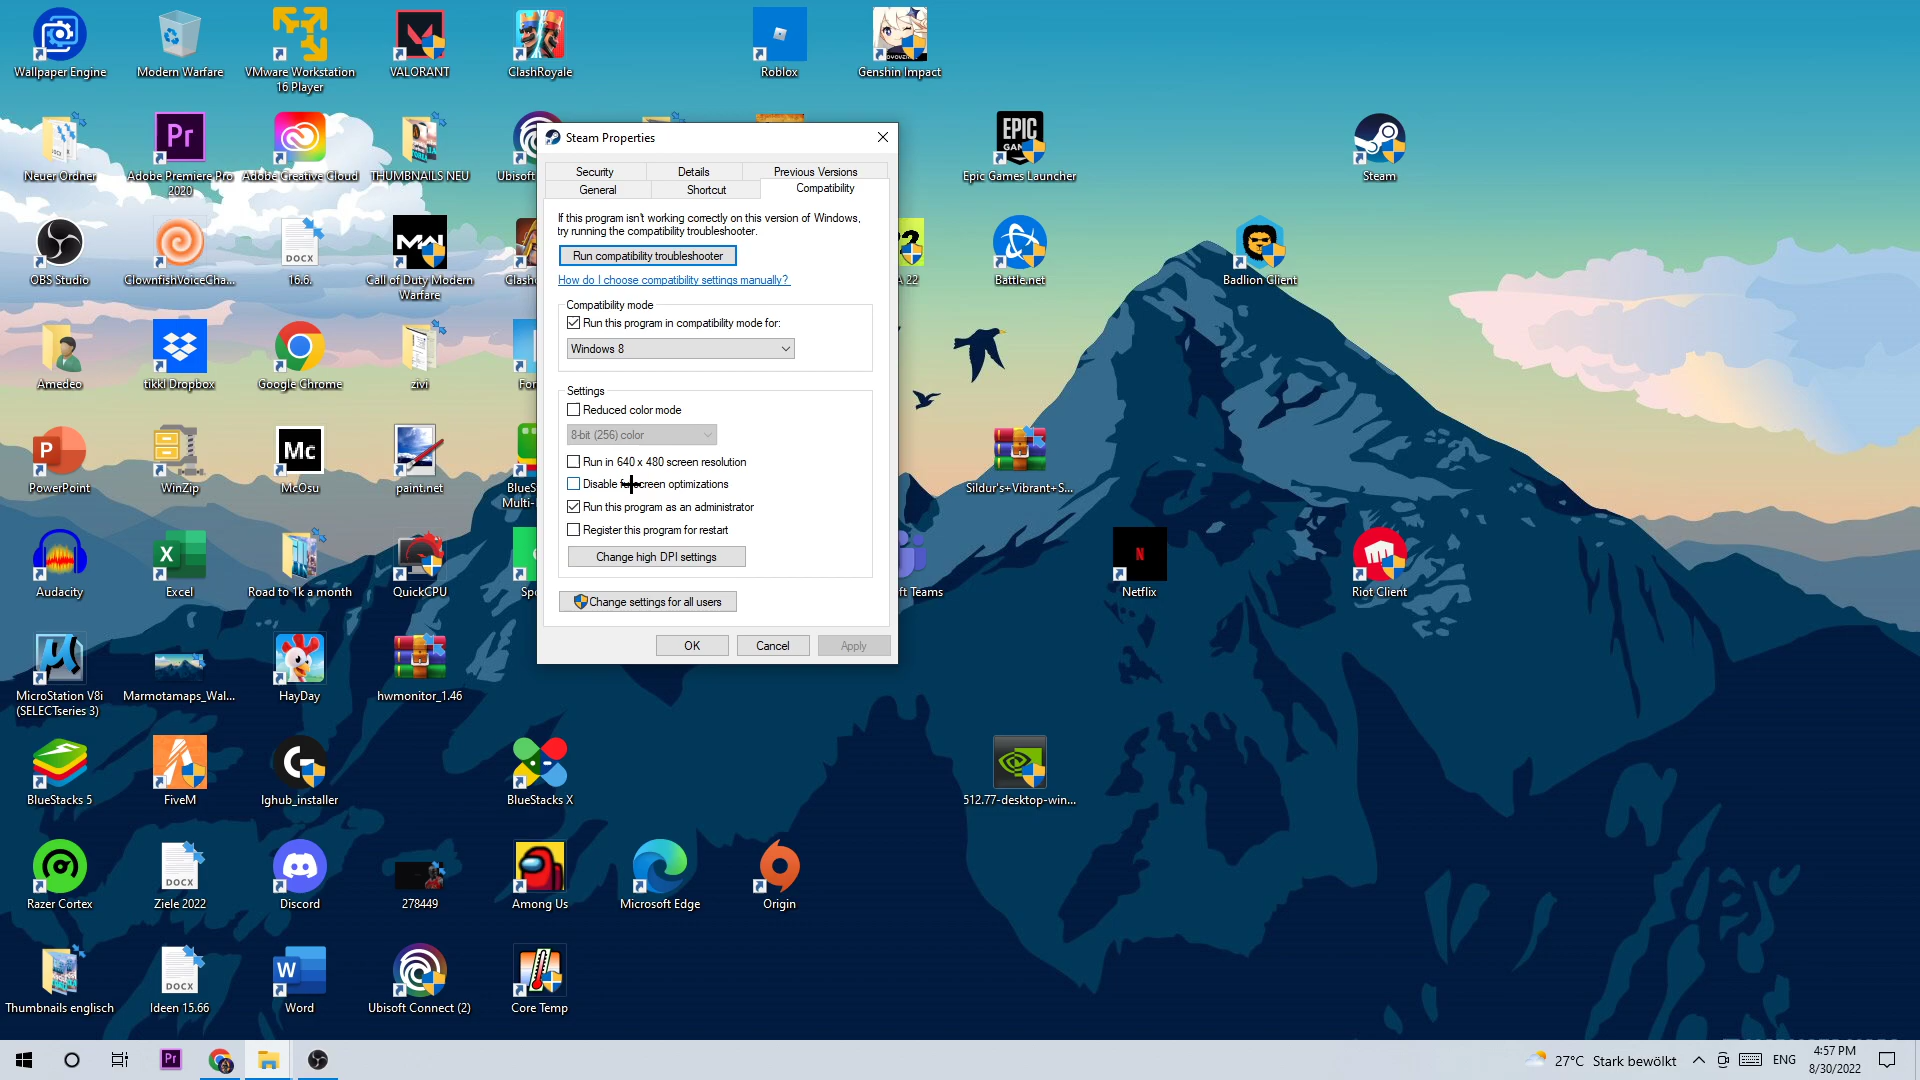 Wallpaper Engine
Modern Warfare
VMware Workstation
16 Player
VALORANT
ClashRoyale
Roblox
Genshin Impact
Neuer Ordner
Adobe Premiere Pro
2020
Adobe Creative Cloud
THUMBNAILS NEU
Epic Games Launcher
Steam
OBS Studio
ClownfishVoiceCha...
16.6.
Call of Duty Modern
Warfare
Battle.net
Badlion Client
Amedeo
tikkl Dropbox
Google Chrome
zivi
PowerPoint
WinZip
McOsu
paint.net
Sildur's+Vibrant+S...
Audacity
Excel
Road to 1k a month
QuickCPU
Netflix
Riot Client
MicroStation V8i
(SELECTseries 3)
Marmotamaps_Wal...
HayDay
hwmonitor_1.46
BlueStacks 5
FiveM
lghub_installer
BlueStacks X
512.77-desktop-win...
Razer Cortex
Ziele 2022
Discord
278449
Among Us
Microsoft Edge
Origin
Thumbnails englisch
Ideen 15.66
Word
Ubisoft Connect (2)
Core Temp
Steam Properties
Security
Details
Previous Versions
General
Shortcut
Compatibility
If this program isn't working correctly on this version of Windows,
try running the compatibility troubleshooter.
Run compatibility troubleshooter
How do I choose compatibility settings manually?
Compatibility mode
Run this program in compatibility mode for:
Windows 8
Settings
Reduced color mode
8-bit (256) color
Run in 640 x 480 screen resolution
Disable screen optimizations
Run this program as an administrator
Register this program for restart
Change high DPI settings
Change settings for all users
OK
Cancel
Apply
27°C Stark bewölkt
ENG
4:57 PM
8/30/2022